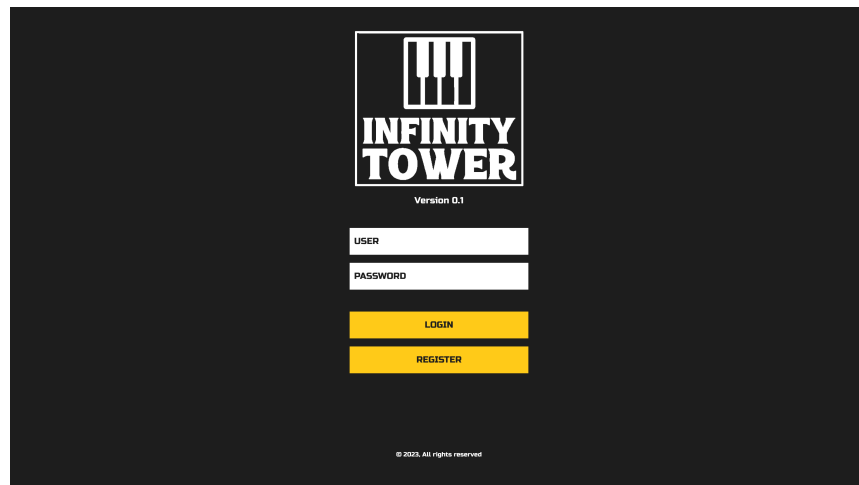 INFINITY
TOWER
Version 0.1
USER
PASSWORD
LOGIN
REGISTER
© 2023, All rights reserved